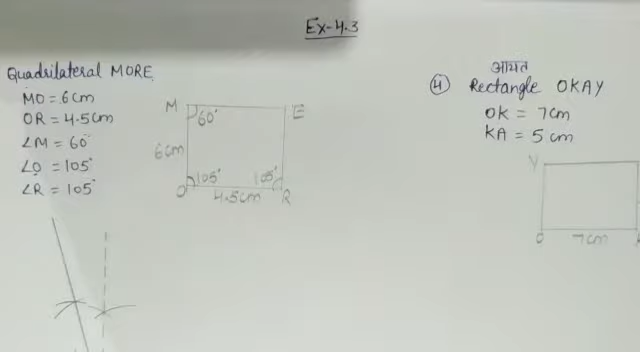 Ex-4.3
Quadrilateral MORE
MO = 6cm
OR = 4.5cm
∠M = 60°
∠O = 105°
∠R = 105°
M
E
60°
6cm
105°
105°
O
4.5cm
R
आयत
④ Rectangle OKAY
OK = 7cm
KA = 5 cm
Y
O
7cm